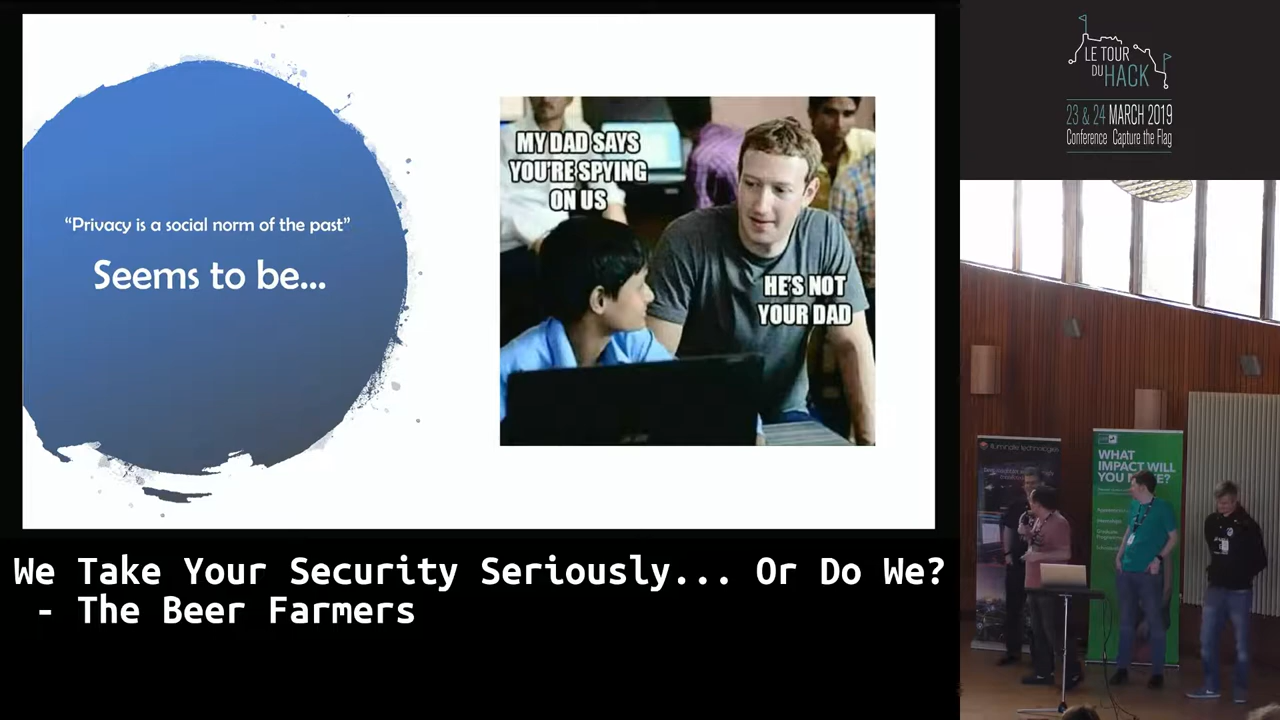 “Privacy is a social norm of the past”
Seems to be...
MY DAD SAYS
YOU'RE SPYING
ON US
HE'S NOT
YOUR DAD
We Take Your Security Seriously... Or Do We?
- The Beer Farmers
LE TOUR
DU HACK
23 & 24 MARCH 2019
Conference Capture the Flag
WHAT
IMPACT WILL
YOU